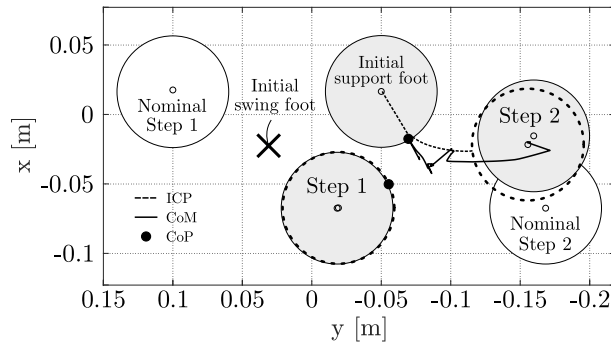 0.05
0
-0.05
-0.1
x [m]
Nominal
Step 1
Initial
swing foot
Initial
support foot
Step 1
Step 2
Nominal
Step 2
ICP
CoM
CoP
0.15
0.1
0.05
0
-0.05
-0.1
-0.15
-0.2
y [m]